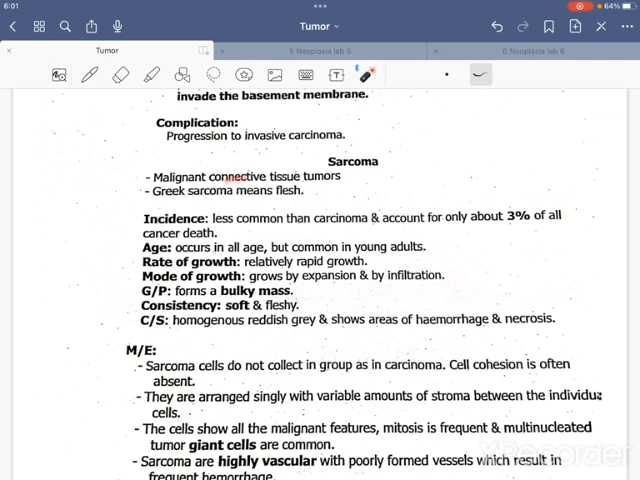 6:01
64%
Tumor
Tumor
5 Neoplasia lab 5
6 Neoplasia lab 6
invade the basement membrane.
Complication:
Progression to invasive carcinoma.
Sarcoma
- Malignant connective tissue tumors
- Greek sarcoma means flesh.
Incidence: less common than carcinoma & account for only about 3% of all
cancer death.
Age: occurs in all age, but common in young adults.
Rate of growth: relatively rapid growth.
Mode of growth: grows by expansion & by infiltration.
G/P: forms a bulky mass.
Consistency: soft & fleshy.
C/S: homogenous reddish grey & shows areas of haemorrhage & necrosis.
M/E:
- Sarcoma cells do not collect in group as in carcinoma. Cell cohesion is often
absent.
- They are arranged singly with variable amounts of stroma between the individua
cells.
- The cells show all the malignant features, mitosis is frequent & multinucleated
tumor giant cells are common.
XRecorder
- Sarcoma are highly vascular with poorly formed vessels which result in
frequent hemorrhage.